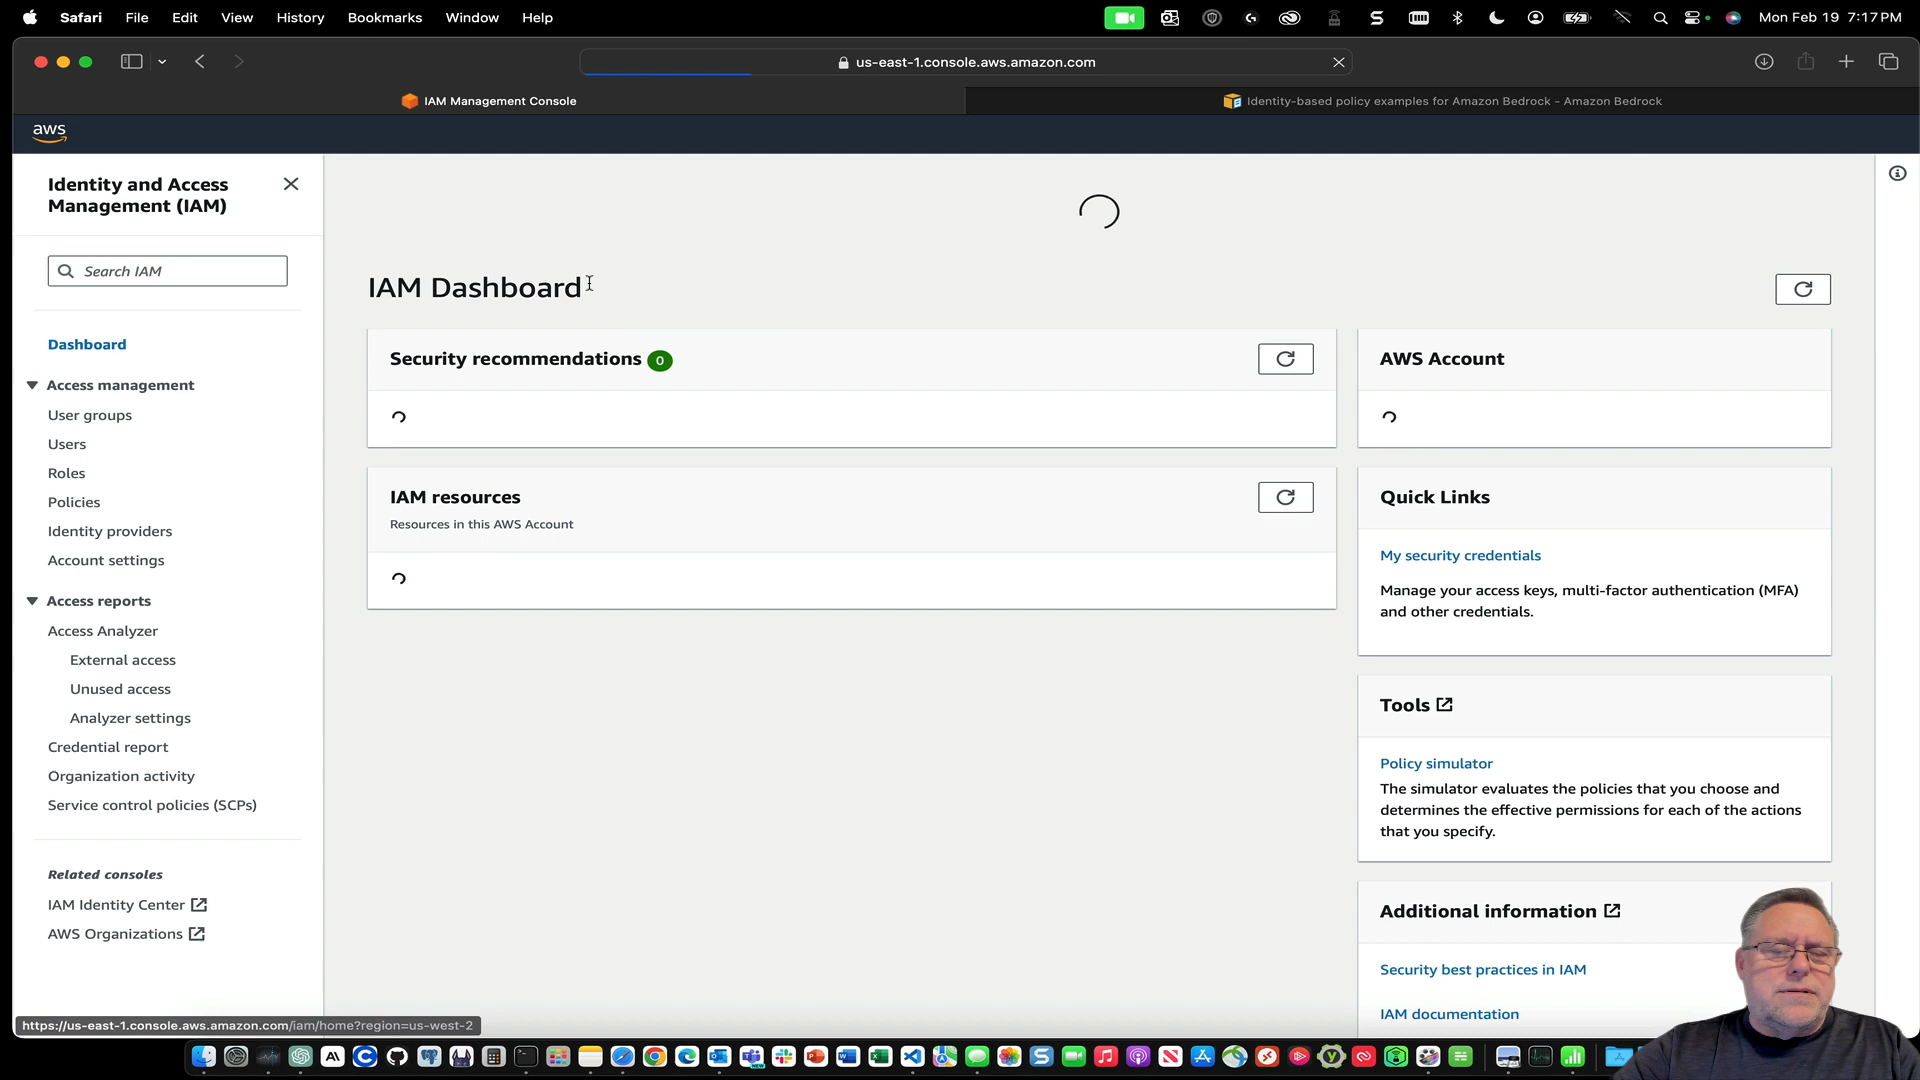 Safari File Edit View History Bookmarks Window Help
Mon Feb 19 7:17 PM
us-east-1.console.aws.amazon.com
IAM Management Console
Identity-based policy examples for Amazon Bedrock - Amazon Bedrock
aws
Identity and Access
Management (IAM)
Search IAM
Dashboard
Access management
User groups
Users
Roles
Policies
Identity providers
Account settings
Access reports
Access Analyzer
External access
Unused access
Analyzer settings
Credential report
Organization activity
Service control policies (SCPs)
Related consoles
IAM Identity Center
AWS Organizations
IAM Dashboard
Security recommendations 0
IAM resources
Resources in this AWS Account
AWS Account
Quick Links
My security credentials
Manage your access keys, multi-factor authentication (MFA)
and other credentials.
Tools
Policy simulator
The simulator evaluates the policies that you choose and
determines the effective permissions for each of the actions
that you specify.
Additional information
Security best practices in IAM
IAM documentation
https://us-east-1.console.aws.amazon.com/iam/home?region=us-west-2